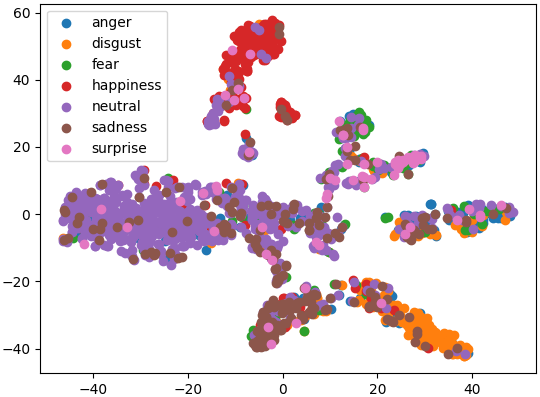 anger
disgust
fear
happiness
neutral
sadness
surprise
60
40
20
0
−20
−40
−40 −20 0 20 40